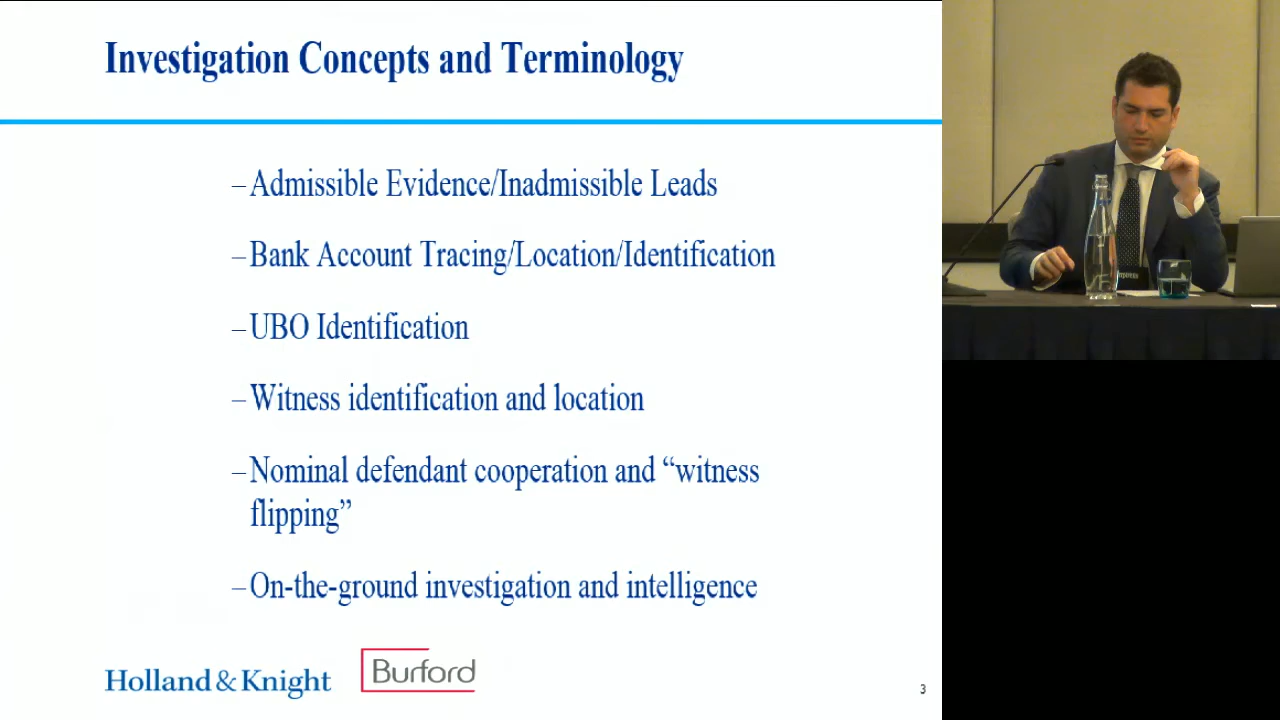 Investigation Concepts and Terminology
–Admissible Evidence/Inadmissible Leads
–Bank Account Tracing/Location/Identification
–UBO Identification
–Witness identification and location
–Nominal defendant cooperation and “witness
flipping”
–On-the-ground investigation and intelligence
Holland & Knight
Burford
3